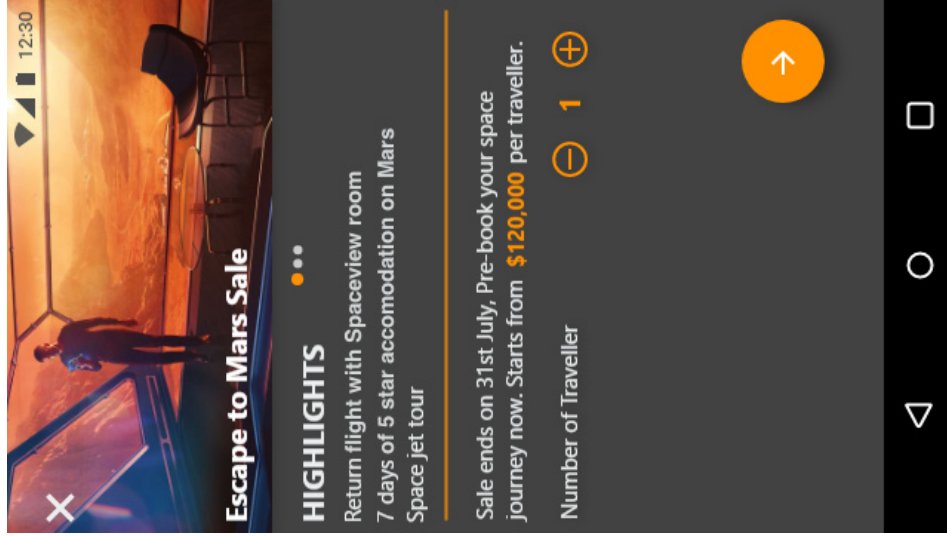 12:30
Escape to Mars Sale
HIGHLIGHTS
Return flight with Spaceview room
7 days of 5 star accomodation on Mars
Space jet tour
Sale ends on 31st July, Pre-book your space
journey now. Starts from $120,000 per traveller.
Number of Traveller 1